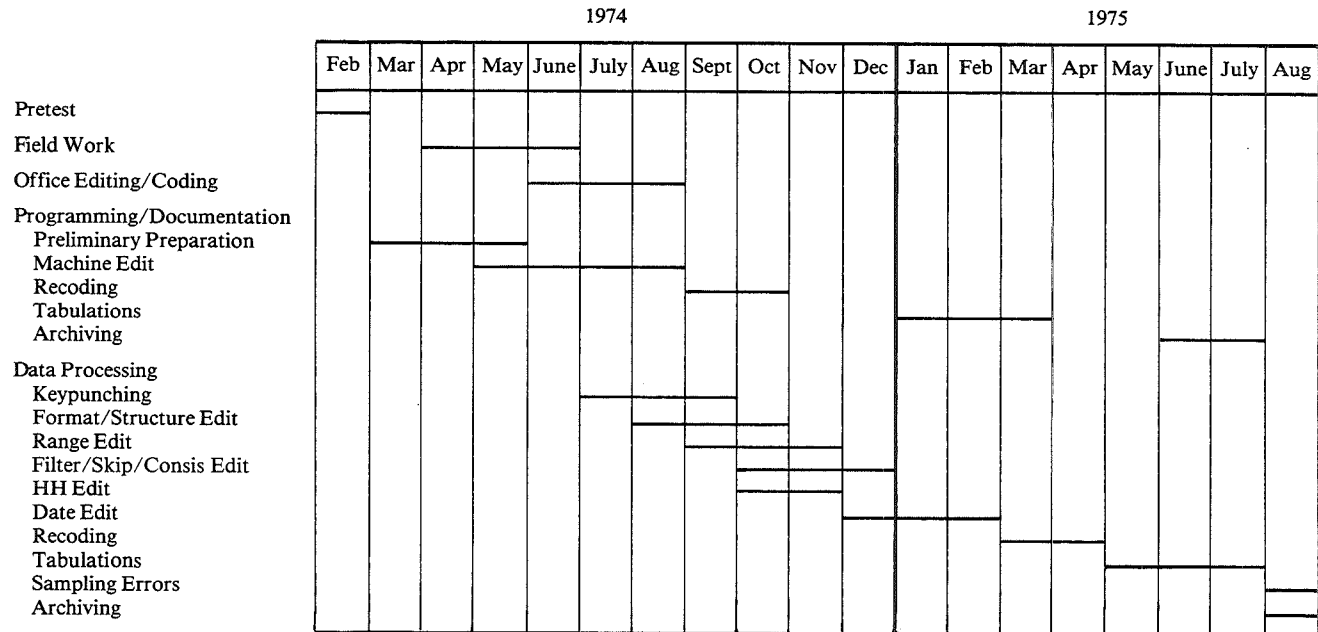 1974 1975
Feb Mar Apr May June July Aug Sept Oct Nov Dec Jan Feb Mar Apr May June July Aug
Pretest
Field Work
Office Editing/Coding
Programming/Documentation
Preliminary Preparation
Machine Edit
Recoding
Tabulations
Archiving
Data Processing
Keypunching
Format/Structure Edit
Range Edit
Filter/Skip/Consis Edit
HH Edit
Date Edit
Recoding
Tabulations
Sampling Errors
Archiving